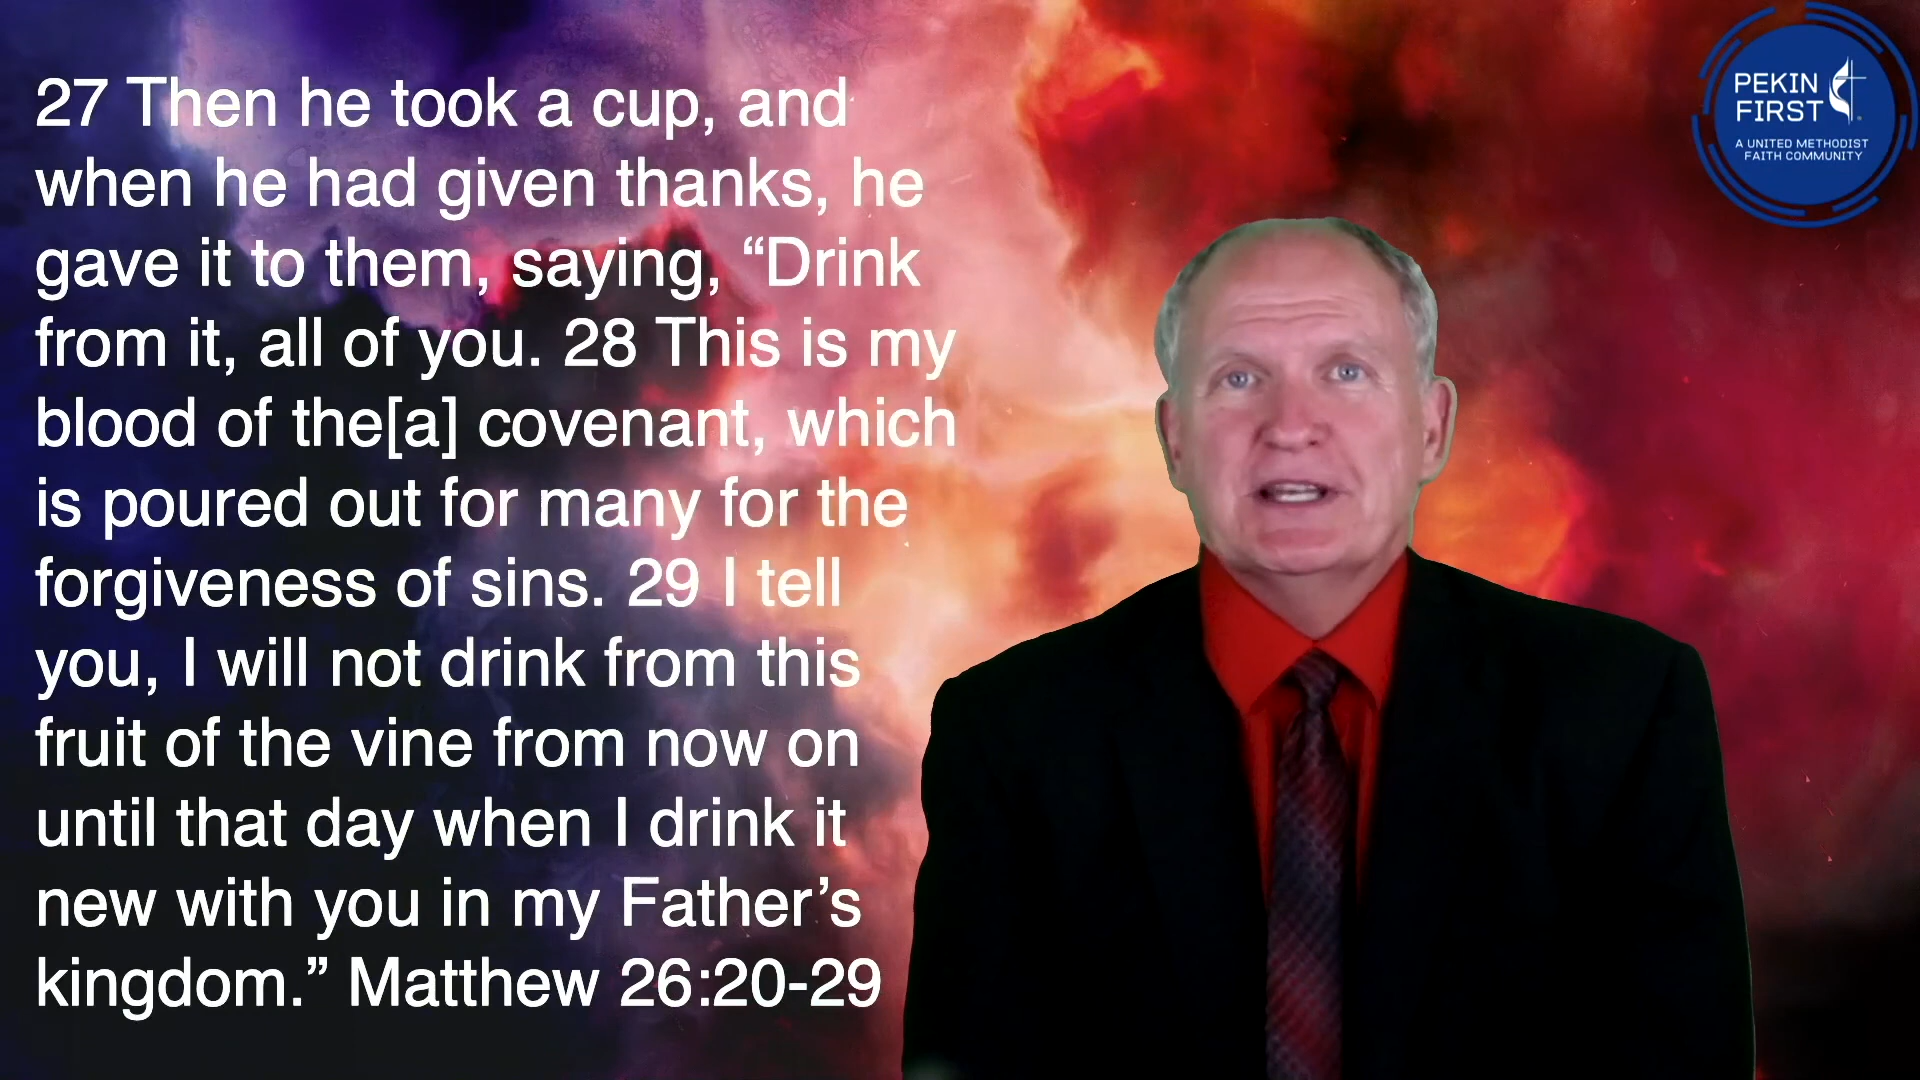 27 Then he took a cup, and
when he had given thanks, he
gave it to them, saying, “Drink
from it, all of you. 28 This is my
blood of the[a] covenant, which
is poured out for many for the
forgiveness of sins. 29 I tell
you, I will not drink from this
fruit of the vine from now on
until that day when I drink it
new with you in my Father’s
kingdom.” Matthew 26:20-29
PEKIN
FIRST
A UNITED METHODIST
FAITH COMMUNITY